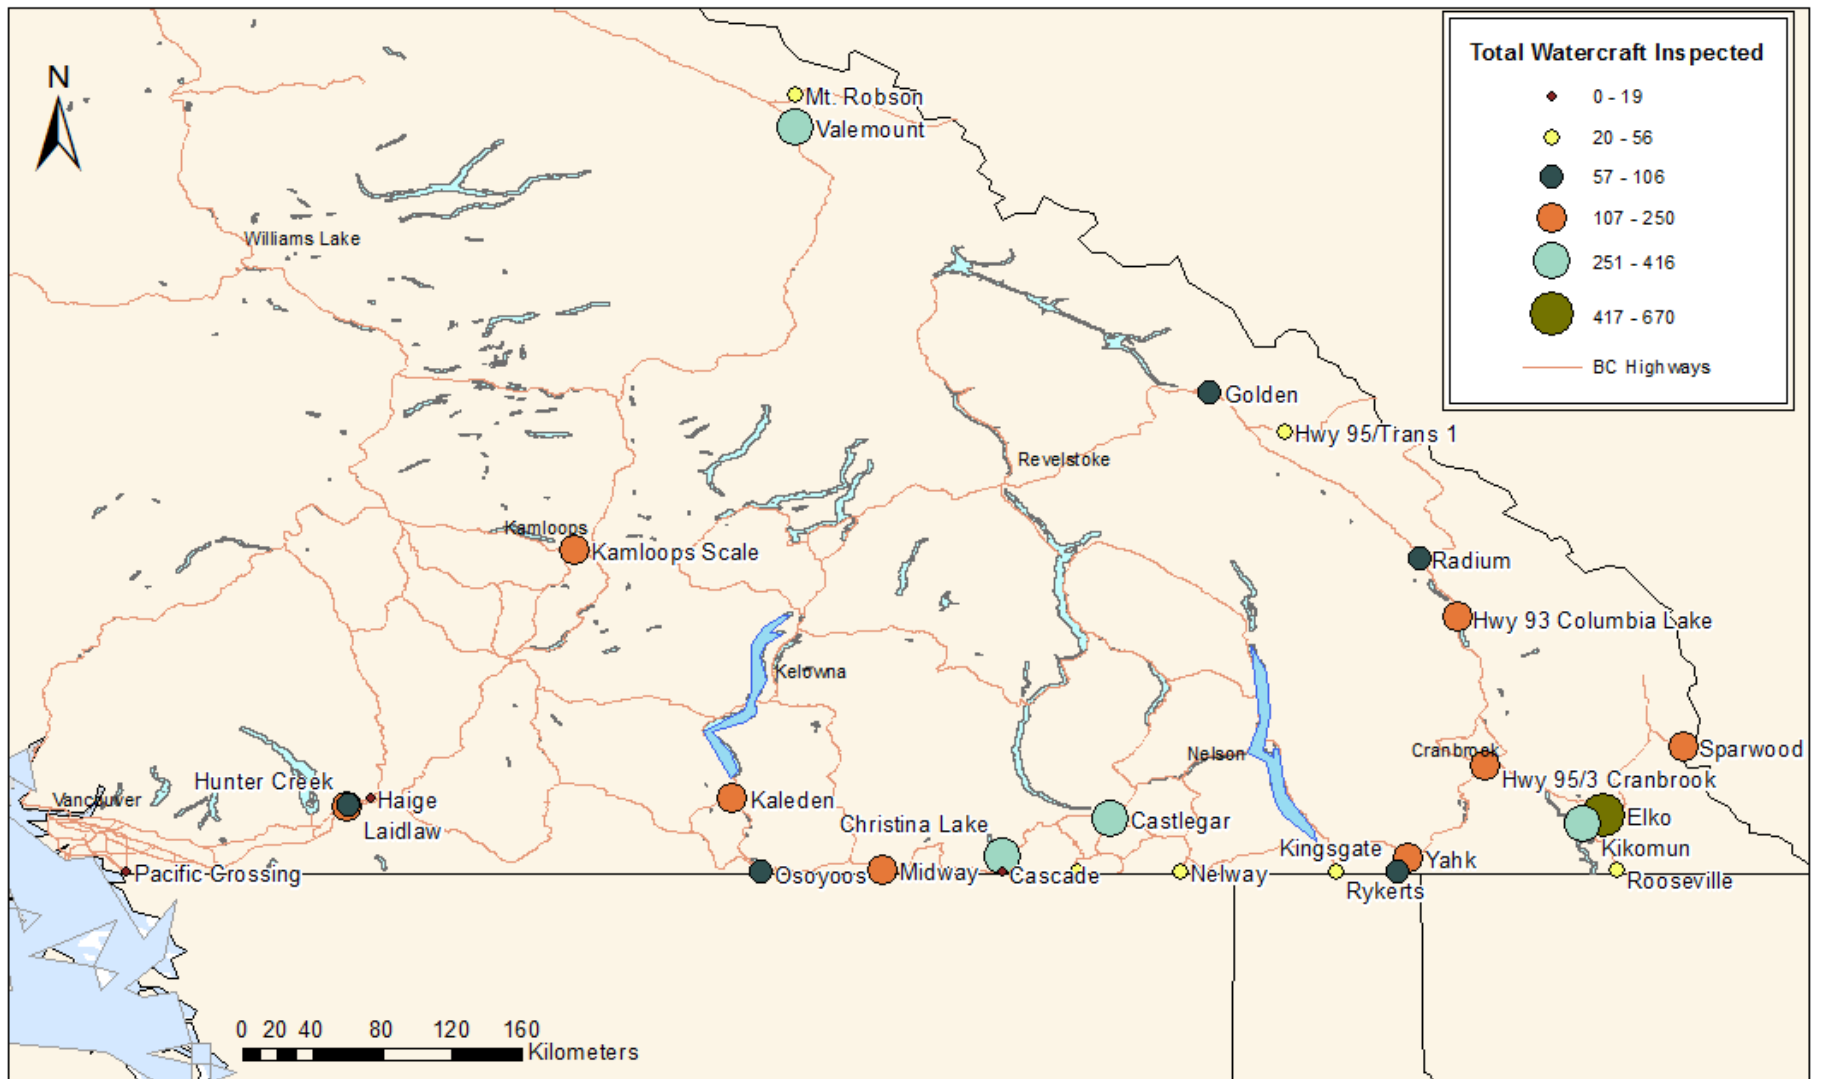 N
Total Watercraft Inspected
0 - 19
20 - 56
57 - 106
107 - 250
251 - 416
417 - 670
BC Highways
Mt. Robson
Valemount
Williams Lake
Golden
Hwy 95/Trans 1
Revelstoke
Kamloops
Kamloops Scale
Radium
Hwy 93 Columbia Lake
Kelowna
Nelson
Cranbrook
Sparwood
Hwy 95/3 Cranbrook
Hunter Creek
Vancouver
Haige
Laidlaw
Kaleden
Christina Lake
Castlegar
Elko
Kikomun
Kingsgate
Yahk
Pacific Crossing
Osoyoos
Midway
Cascade
Nelway
Rykerts
Rooseville
0 20 40 80 120 160
Kilometers